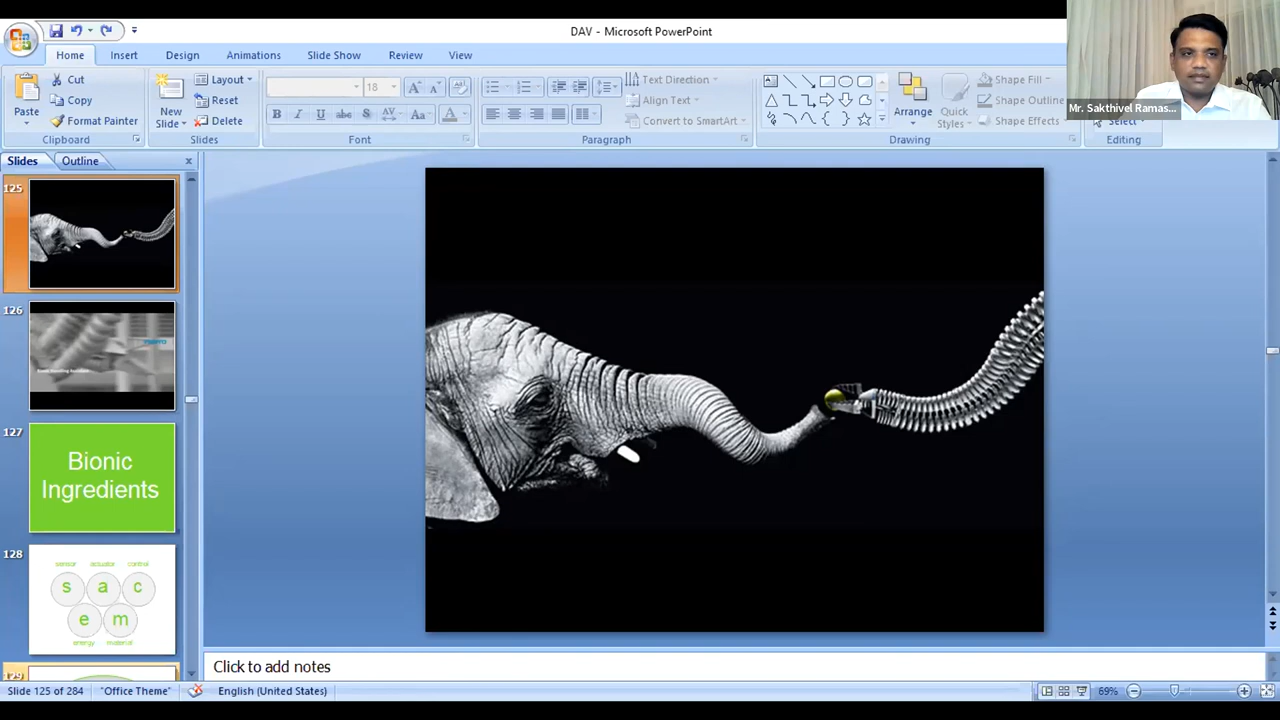 DAV - Microsoft PowerPoint
Home Insert Design Animations Slide Show Review View
Cut
Copy
Format Painter
Paste
Clipboard
New
Slide
Layout
Reset
Delete
Slides
18
Font
Text Direction
Align Text
Convert to SmartArt
Paragraph
Arrange
Quick
Styles
Shape Fill
Shape Outline
Shape Effects
Drawing
Select
Editing
Mr. Sakthivel Ramas...
Slides Outline
125
126
127
Bionic
Ingredients
128
sensor actuator control
s a c
e m
energy material
129
Click to add notes
Slide 125 of 284 "Office Theme" English (United States) 69%